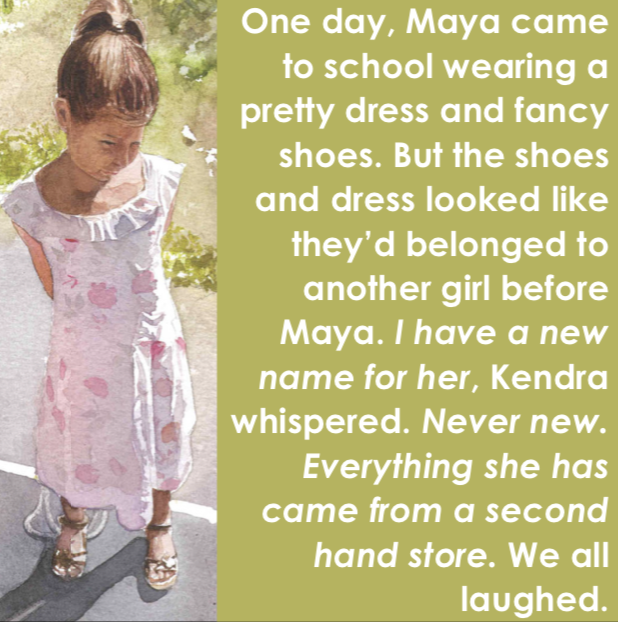 One day, Maya came
to school wearing a
pretty dress and fancy
shoes. But the shoes
and dress looked like
they’d belonged to
another girl before
Maya. I have a new
name for her, Kendra
whispered. Never new.
Everything she has
came from a second
hand store. We all
laughed.